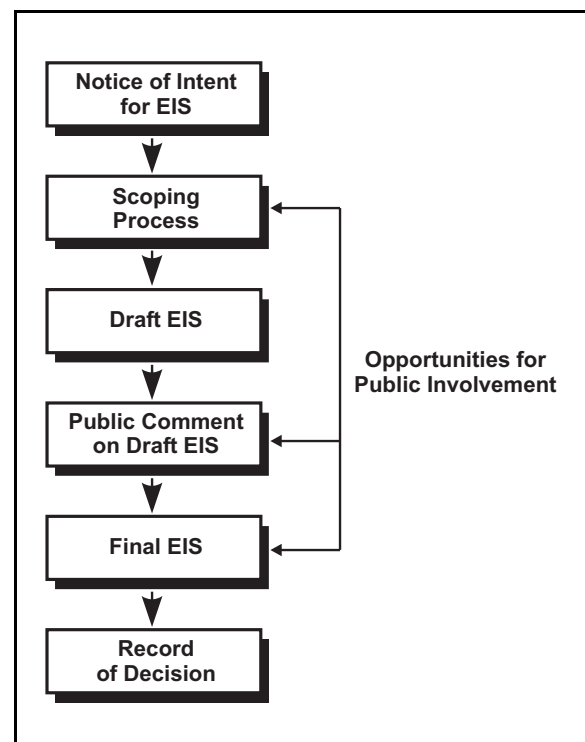 Notice of Intent
for EIS
Scoping
Process
Draft EIS
Opportunities for
Public Involvement
Public Comment
on Draft EIS
Final EIS
Record
of Decision